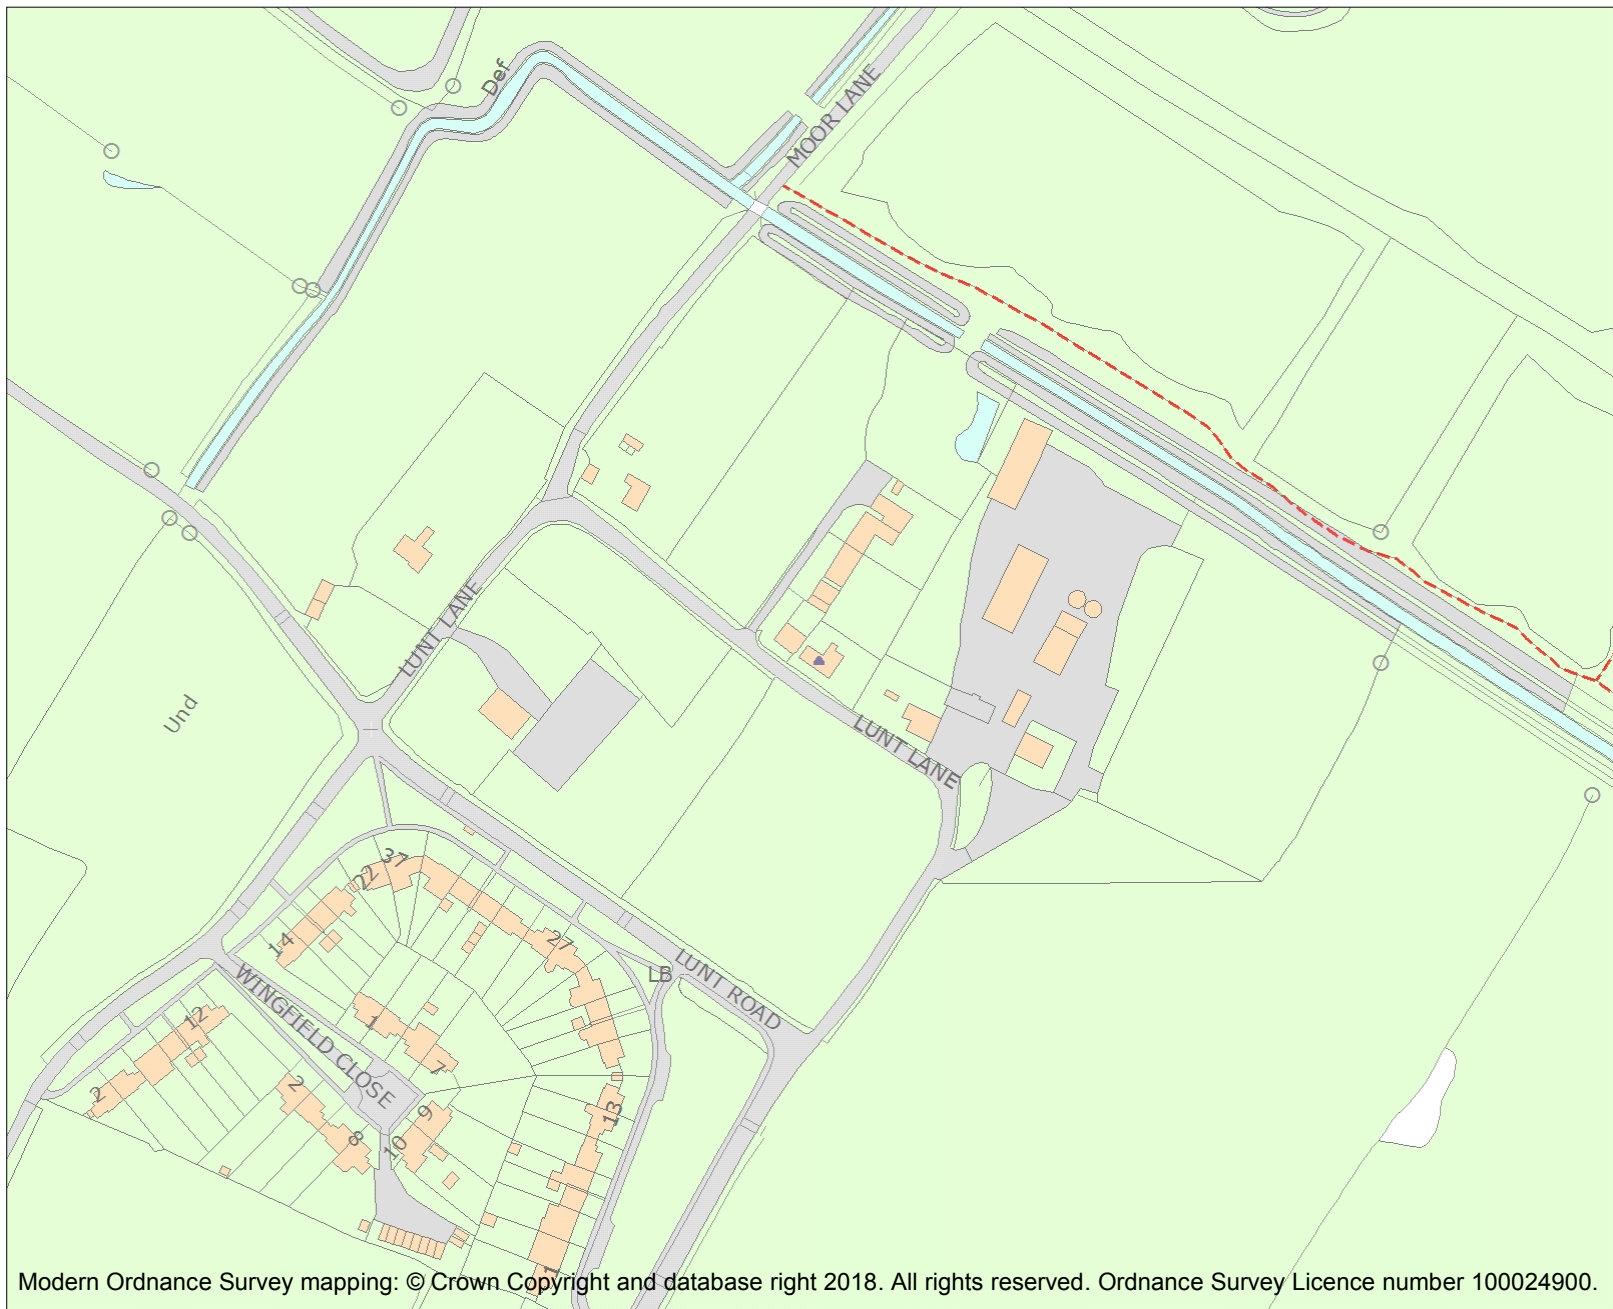 Def
MOOR LANE
LUNT LANE
Und
LUNT LANE
37
22
14
27
LB
LUNT ROAD
WINGFIELD CLOSE
12
1
7
2
2
9
13
8
10
1
Modern Ordnance Survey mapping: © Crown Copyright and database right 2018. All rights reserved. Ordnance Survey Licence number 100024900.